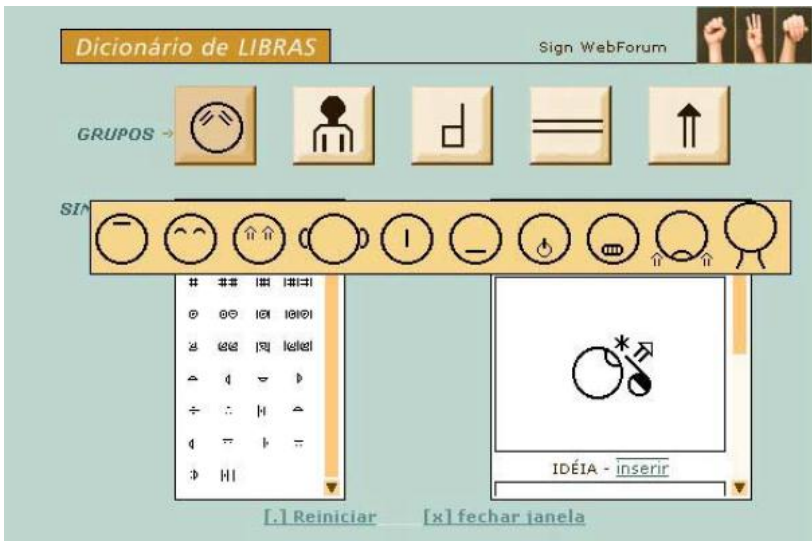 Dicionário de LIBRAS
Sign WebForum
GRUPOS
IDÉIA - inserir
[.] Reiniciar
[x] fechar janela